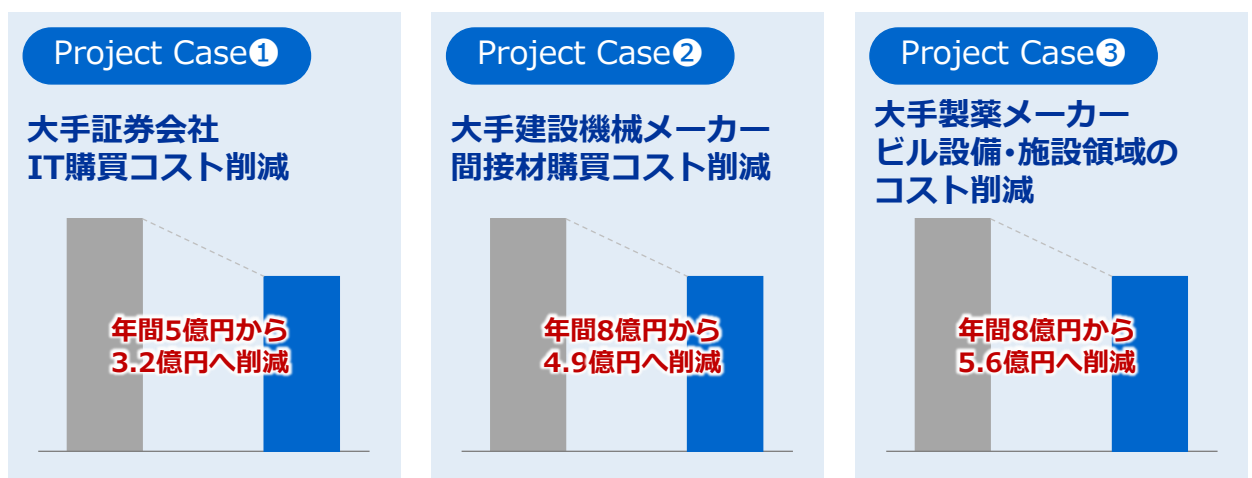 Project Case❶
大手証券会社
IT購買コスト削減
年間5億円から
3.2億円へ削減
Project Case❷
大手建設機械メーカー
間接材購買コスト削減
年間8億円から
4.9億円へ削減
Project Case❸
大手製薬メーカー
ビル設備・施設領域の
コスト削減
年間8億円から
5.6億円へ削減